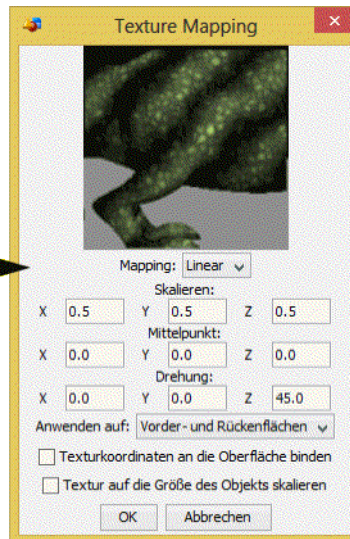 Texture Mapping
Mapping: Linear
Skalieren:
X 0.5 Y 0.5 Z 0.5
Mittelpunkt:
X 0.0 Y 0.0 Z 0.0
Drehung:
X 0.0 Y 0.0 Z 45.0
Anwenden auf: Vorder- und Rückenflächen
Texturkoordinaten an die Oberfläche binden
Textur auf die Größe des Objekts skalieren
OK Abbrechen